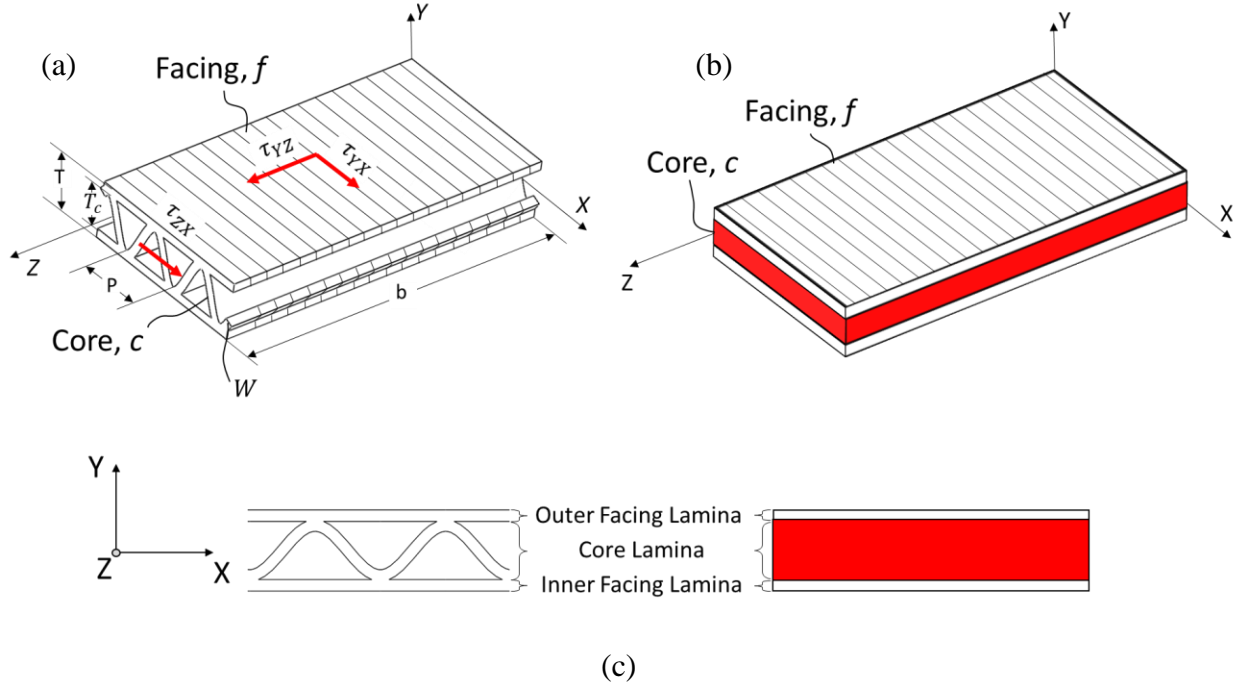 (a)
Facing, f
Y
τYZ
τYX
T
Tc
τZX
X
Z
P
b
Core, c
W
(b)
Y
Facing, f
Core, c
X
Z
Y
Z
X
Outer Facing Lamina
Core Lamina
Inner Facing Lamina
(c)